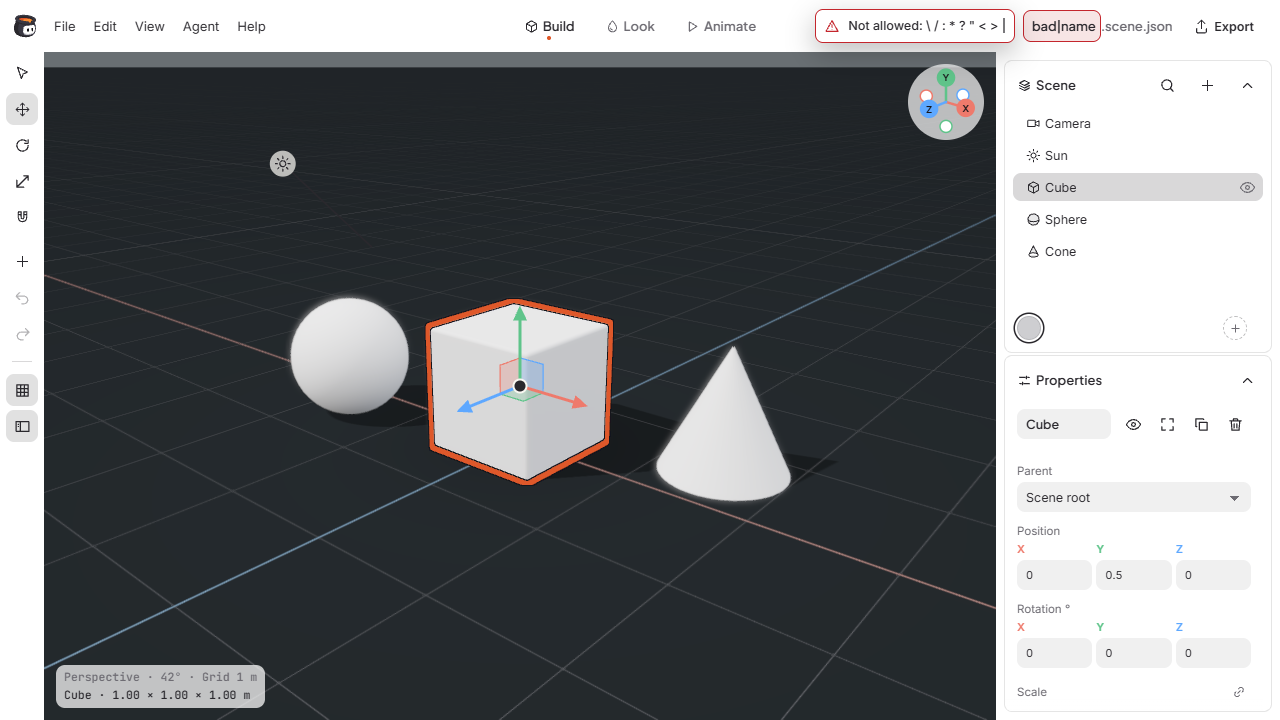 File Edit View Agent Help
Build Look Animate
Not allowed: \ / : * ? " < > |
bad|name .scene.json
Export
Y
Z
X
Scene
Camera
Sun
Cube
Sphere
Cone
Properties
Cube
Parent
Scene root
Position
X Y Z
0 0.5 0
Rotation °
X Y Z
0 0 0
Scale
Perspective · 42° · Grid 1 m
Cube · 1.00 × 1.00 × 1.00 m